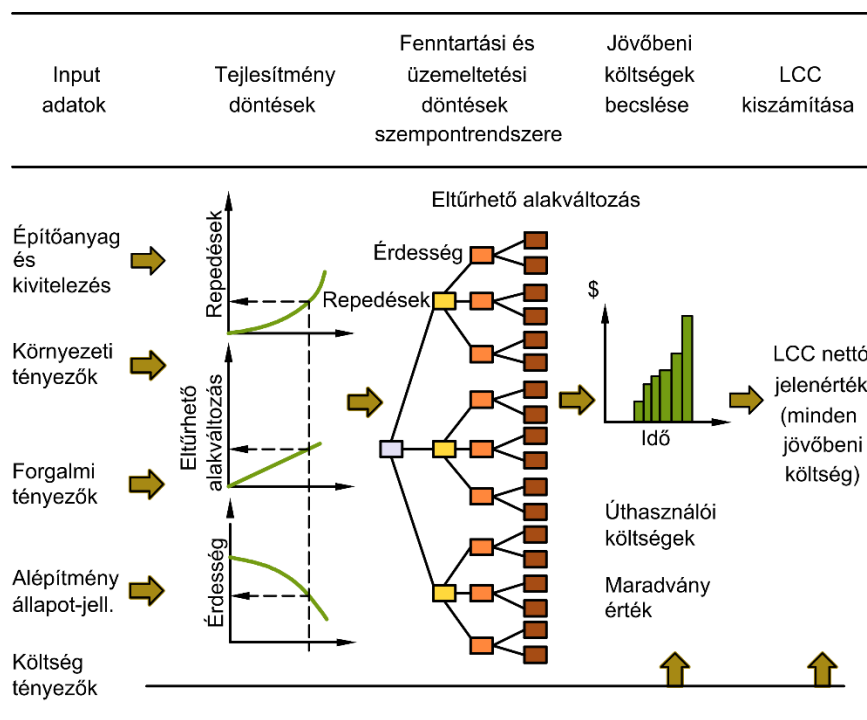 Input
adatok
Tejlesítmény
döntések
Fenntartási és
üzemeltetési
döntések
szempontrendszere
Jövőbeni
költségek
becslése
LCC
kiszámítása
Építőanyag
és
kivitelezés
Környezeti
tényezők
Forgalmi
tényezők
Alépítmény
állapot-jell.
Költség
tényezők
Repedések
Eltűrhető
alakváltozás
Érdesség
Eltűrhető alakváltozás
Érdesség
Repedések
$
Idő
Úthasználói
költségek
Maradvány
érték
LCC nettó
jelenérték
(minden
jövőbeni
költség)